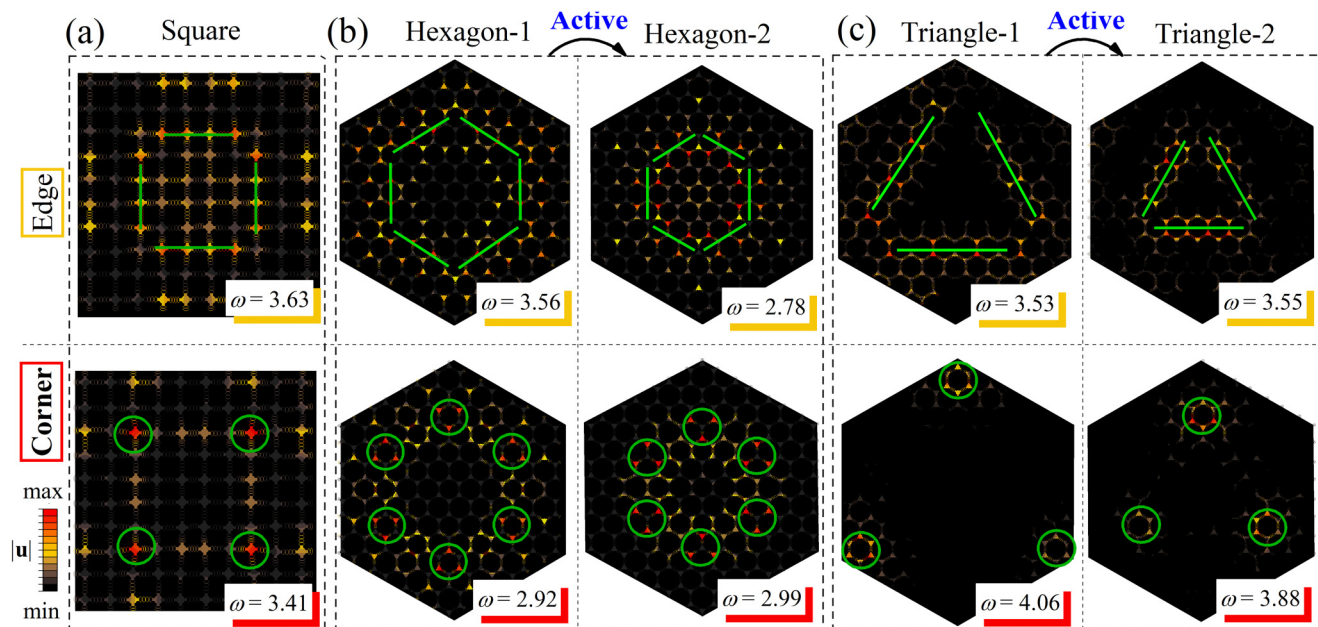 (a) Square (b) Hexagon-1 Active Hexagon-2 (c) Triangle-1 Active Triangle-2
Edge
ω = 3.63
ω = 3.56
ω = 2.78
ω = 3.53
ω = 3.55
Corner
max
|u|
min
ω = 3.41
ω = 2.92
ω = 2.99
ω = 4.06
ω = 3.88